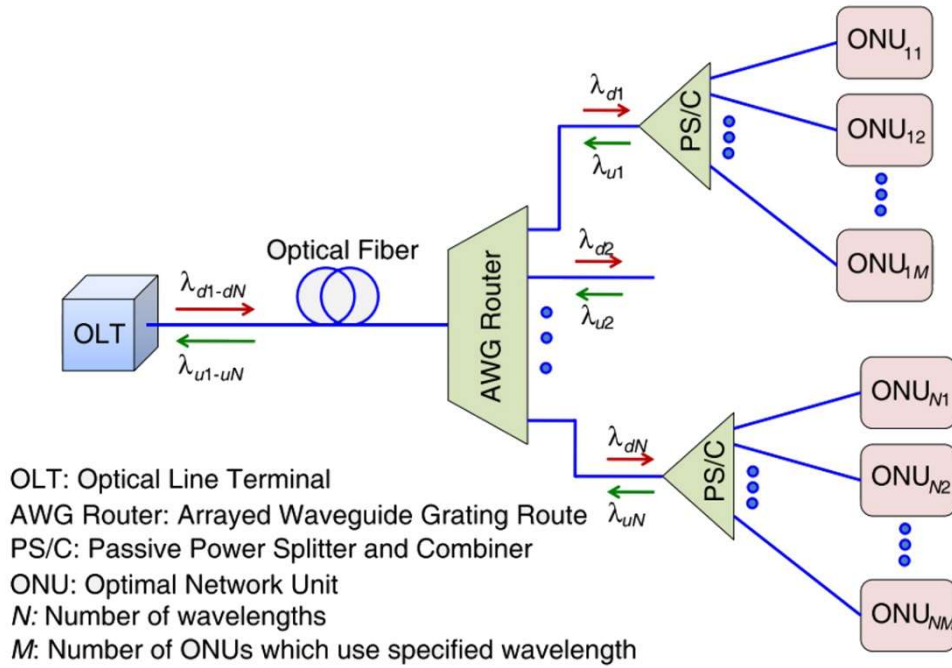 ONU11
λd1
PS/C
ONU12
λu1
ONU1M
Optical Fiber
λd2
λd1-dN
AWG Router
OLT
λu2
λu1-uN
ONUN1
λdN
PS/C
ONUN2
λuN
ONUNM
OLT: Optical Line Terminal
AWG Router: Arrayed Waveguide Grating Route
PS/C: Passive Power Splitter and Combiner
ONU: Optimal Network Unit
N: Number of wavelengths
M: Number of ONUs which use specified wavelength